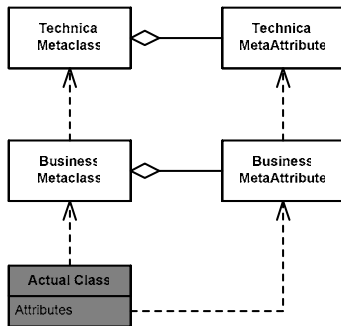 Technica
Metaclass
Technica
MetaAttribute
Business
Metaclass
Business
MetaAttribute
Actual Class
Attributes